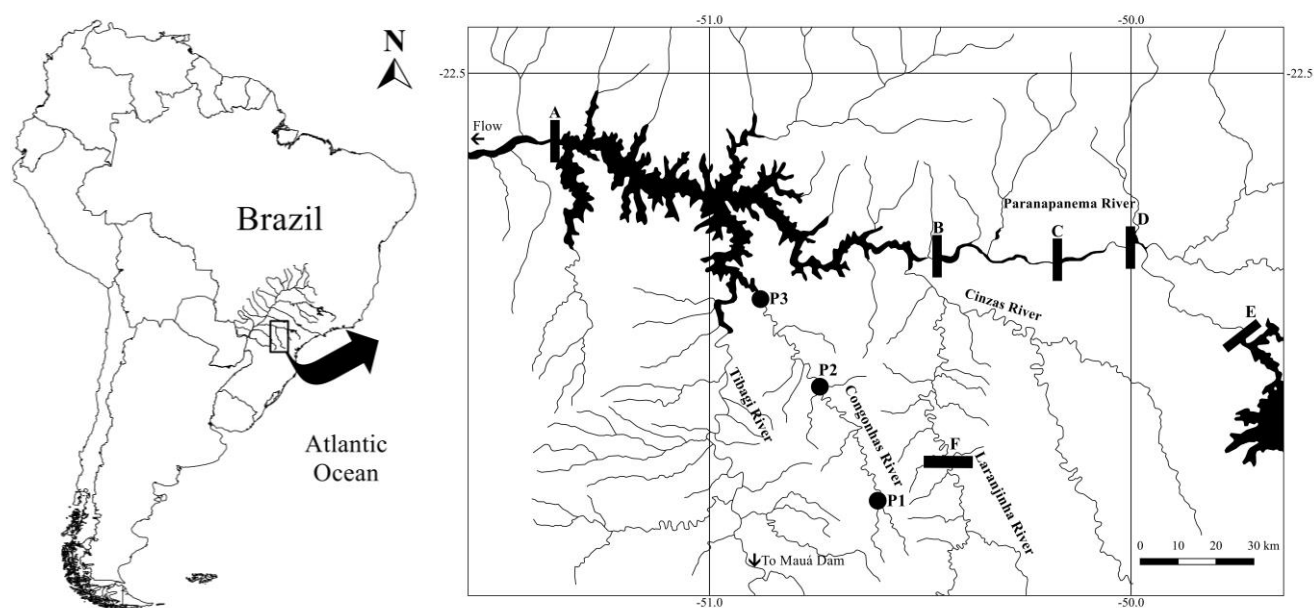 N
Brazil
Atlantic
Ocean
-51.0
-50.0
-22.5
-22.5
A
Flow
Paranapanema River
B
C
D
Cinzas River
E
P3
P2
Tibagi River
Congonhas River
F
Laranjinha River
P1
To Mauá Dam
0 10 20 30 km
-51.0
-50.0